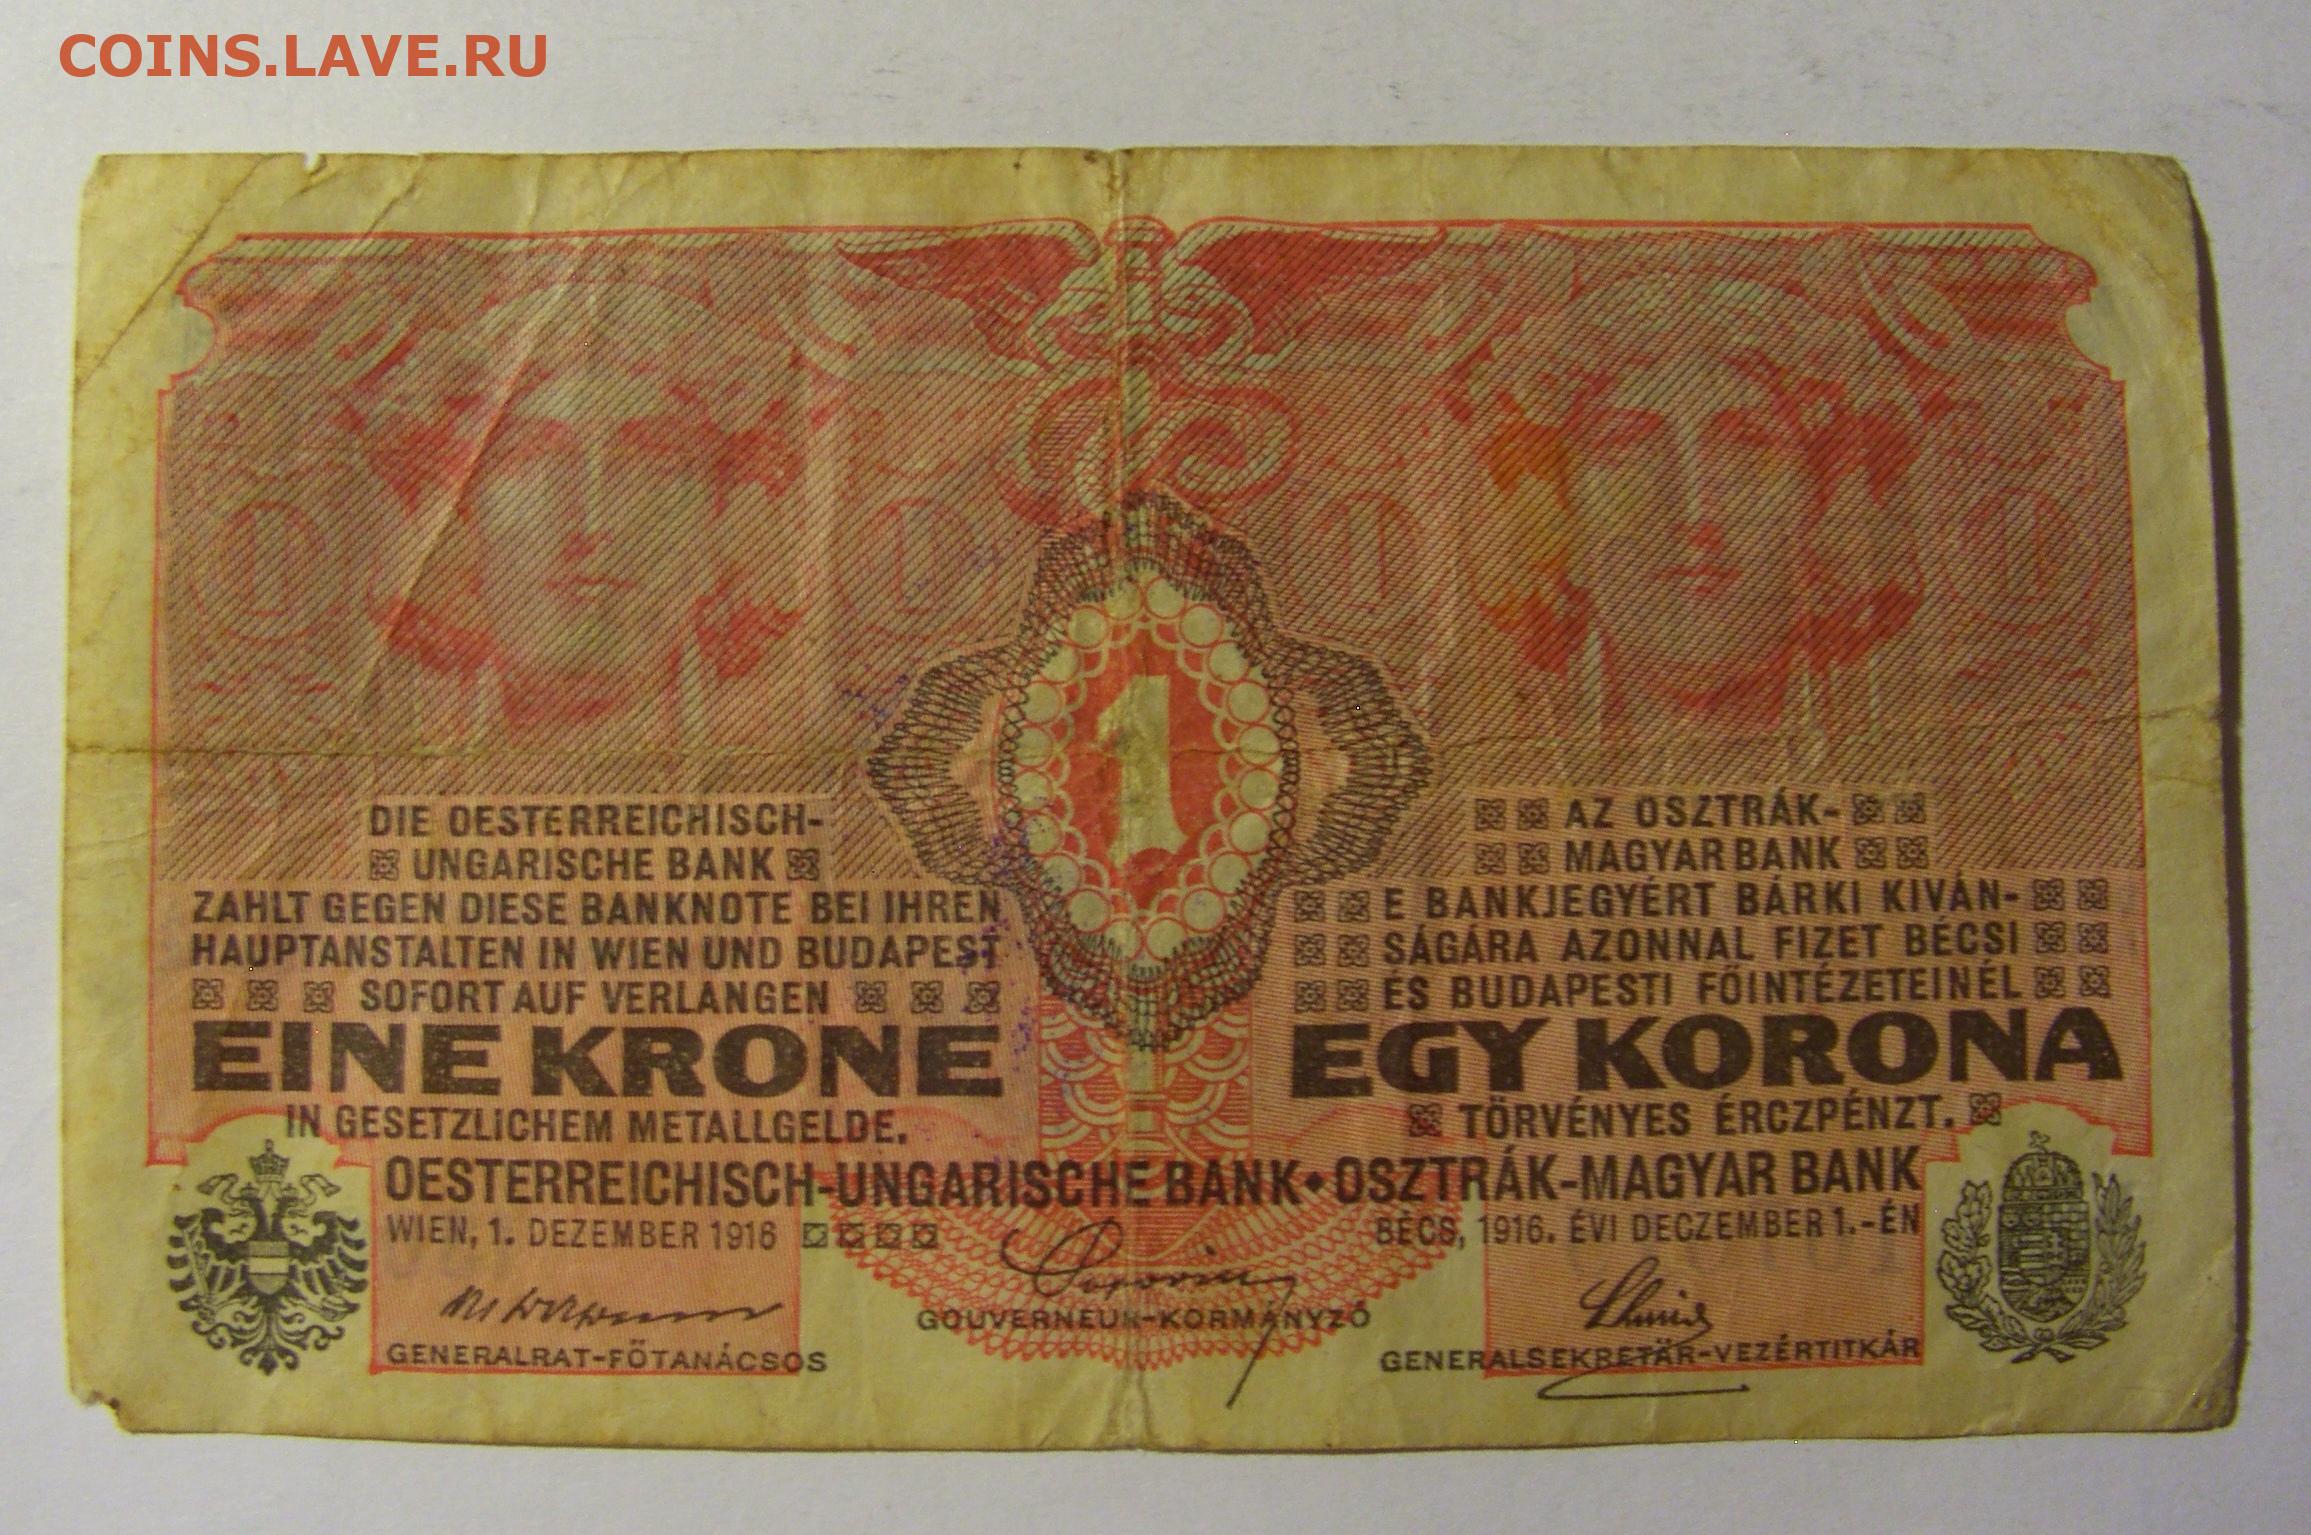 COINS.LAVE.RU
DIE OESTERREICHISCH-
UNGARISCHE BANK
ZAHLT GEGEN DIESE BANKNOTE BEI IHREN
HAUPTANSTALTEN IN WIEN UND BUDAPEST
SOFORT AUF VERLANGEN
EINE KRONE
IN GESETZLICHEM METALLGELDE.
1
AZ OSZTRÁK-
MAGYAR BANK
E BANKJEGYÉRT BÁRKI KIVÁN-
SÁGÁRA AZONNAL FIZET BÉCSI
ÉS BUDAPESTI FŐINTÉZETEINÉL
EGY KORONA
TÖRVÉNYES ÉRCZPÉNZT.
OESTERREICHISCH-UNGARISCHE BANK • OSZTRÁK-MAGYAR BANK
WIEN, 1. DEZEMBER 1916
BÉCS, 1916. ÉVI DECZEMBER 1.-ÉN
GOUVERNEUR-KORMÁNYZÓ
GENERALRAT-FŐTANÁCSOS
GENERALSEKRETÄR-VEZÉRTITKÁR